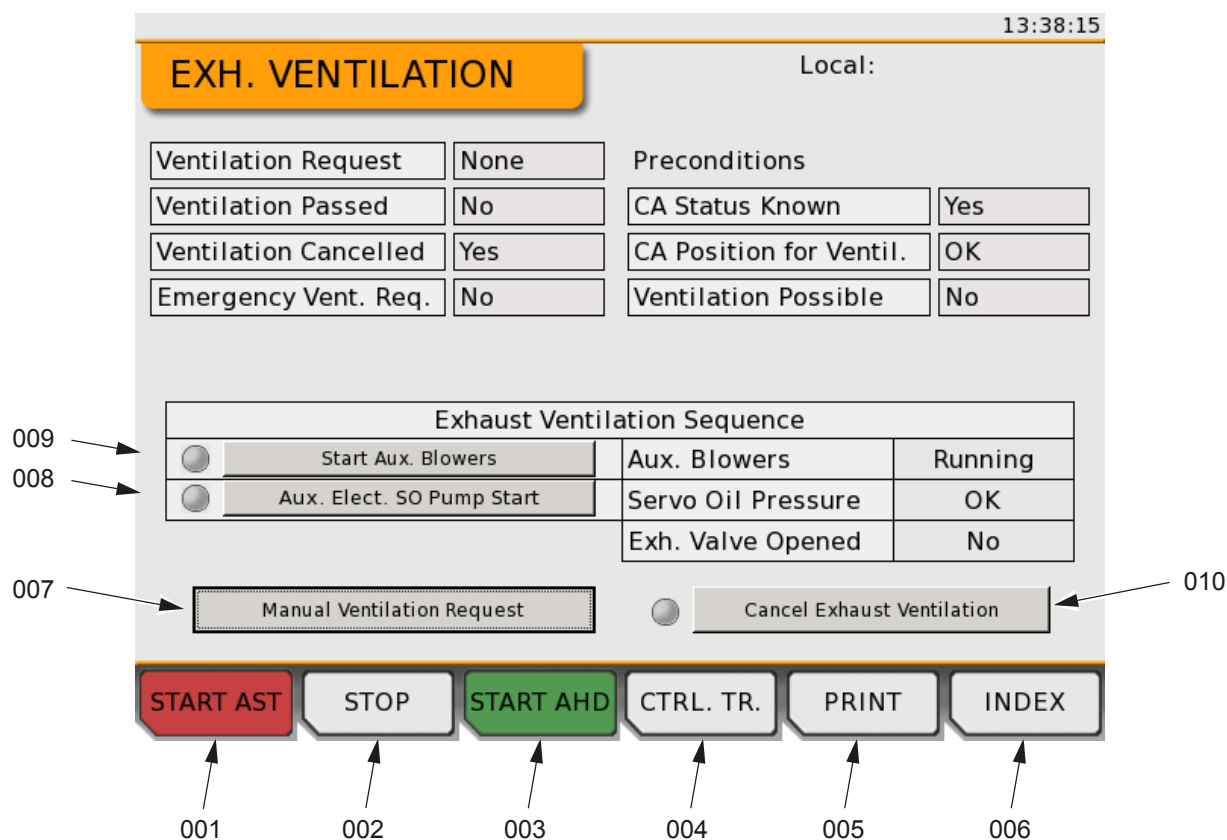 13:38:15
EXH. VENTILATION
Local:
Ventilation Request None Preconditions
Ventilation Passed No CA Status Known Yes
Ventilation Cancelled Yes CA Position for Ventil. OK
Emergency Vent. Req. No Ventilation Possible No
Exhaust Ventilation Sequence
009 Start Aux. Blowers Aux. Blowers Running
008 Aux. Elect. SO Pump Start Servo Oil Pressure OK
Exh. Valve Opened No
007 Manual Ventilation Request Cancel Exhaust Ventilation 010
START AST STOP START AHD CTRL. TR. PRINT INDEX
001 002 003 004 005 006